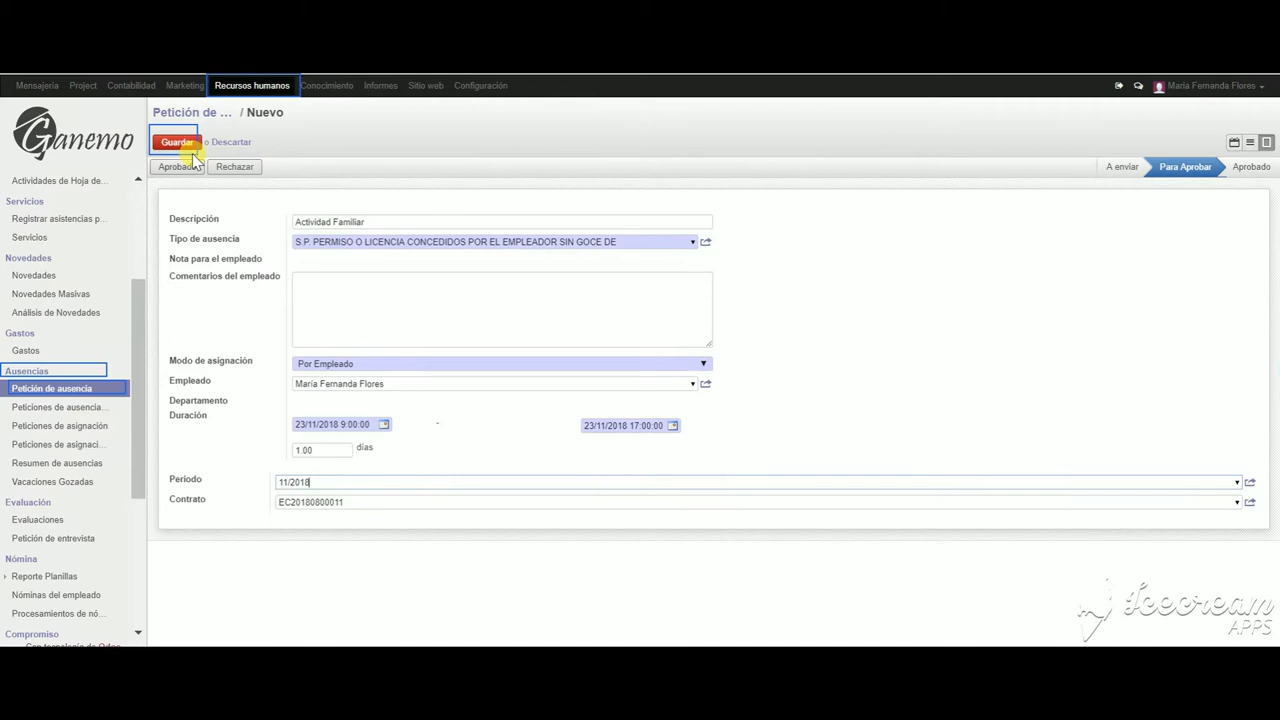 Mensajería Project Contabilidad Marketing Recursos humanos Conocimiento Informes Sitio web Configuración María Fernanda Flores
Ganemo
Petición de ... / Nuevo
Guardar o Descartar
Rechazar
A enviar Para Aprobar Aprobado
Actividades de Hoja de...
Servicios
Registrar asistencias p...
Servicios
Novedades
Novedades
Novedades Masivas
Análisis de Novedades
Gastos
Gastos
Ausencias
Petición de ausencia
Peticiones de ausencia...
Peticiones de asignación
Peticiones de asignaci...
Resumen de ausencias
Vacaciones Gozadas
Evaluación
Evaluaciones
Petición de entrevista
Nómina
Reporte Planillas
Nóminas del empleado
Procesamientos de nó...
Compromiso
Descripción Actividad Familiar
Tipo de ausencia S.P. PERMISO O LICENCIA CONCEDIDOS POR EL EMPLEADOR SIN GOCE DE
Nota para el empleado
Comentarios del empleado
Modo de asignación Por Empleado
Empleado María Fernanda Flores
Departamento
Duración 23/11/2018 9:00:00 - 23/11/2018 17:00:00
1.00 días
Periodo 11/2018
Contrato EC20180800011
Icecream
APPS